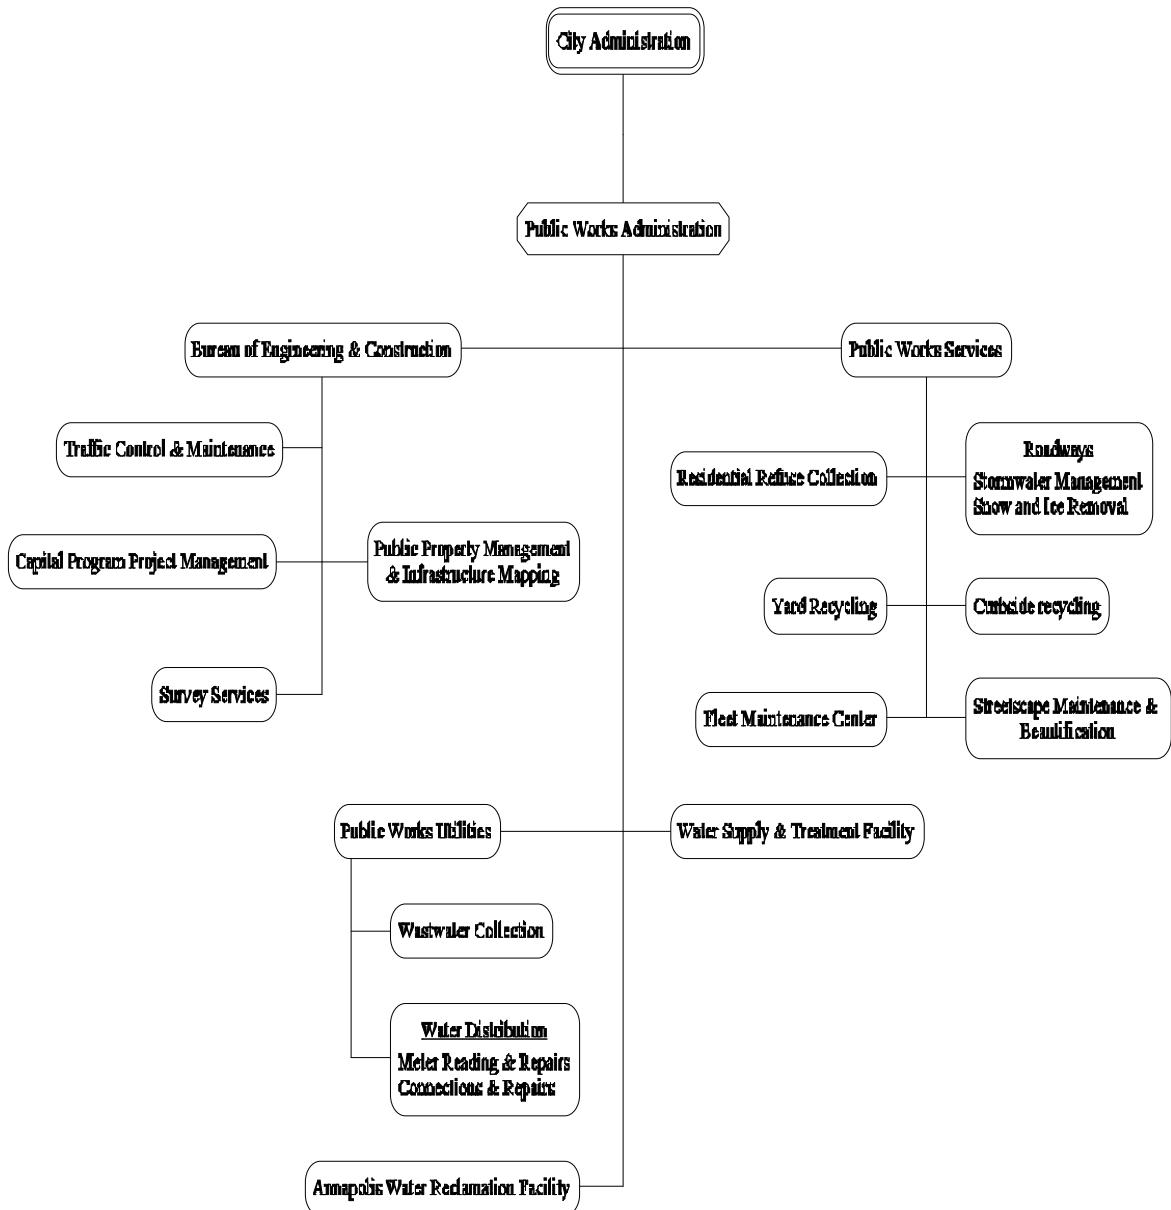 City Administration
Public Works Administration
Bureau of Engineering & Construction
Public Works Services
Traffic Control & Maintenance
Capital Program Project Management
Public Property Management
& Infrastructure Mapping
Survey Services
Residential Refuse Collection
Roadways
Stormwater Management
Snow and Ice Removal
Yard Recycling
Curbside recycling
Fleet Maintenance Center
Streetscape Maintenance &
Beautification
Public Works Utilities
Water Supply & Treatment Facility
Wastwater Collection
Water Distribution
Meter Reading & Repairs
Connections & Repairs
Annapolis Water Reclamation Facility